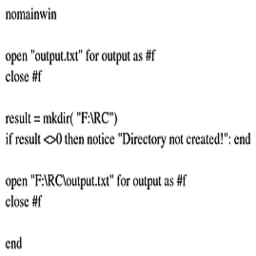 nomainwin
open "output.txt" for output as #f
close #f
result = mkdir( "F:\RC")
if result <>0 then notice "Directory not created!": end
open "F:\RC\output.txt" for output as #f
close #f
end